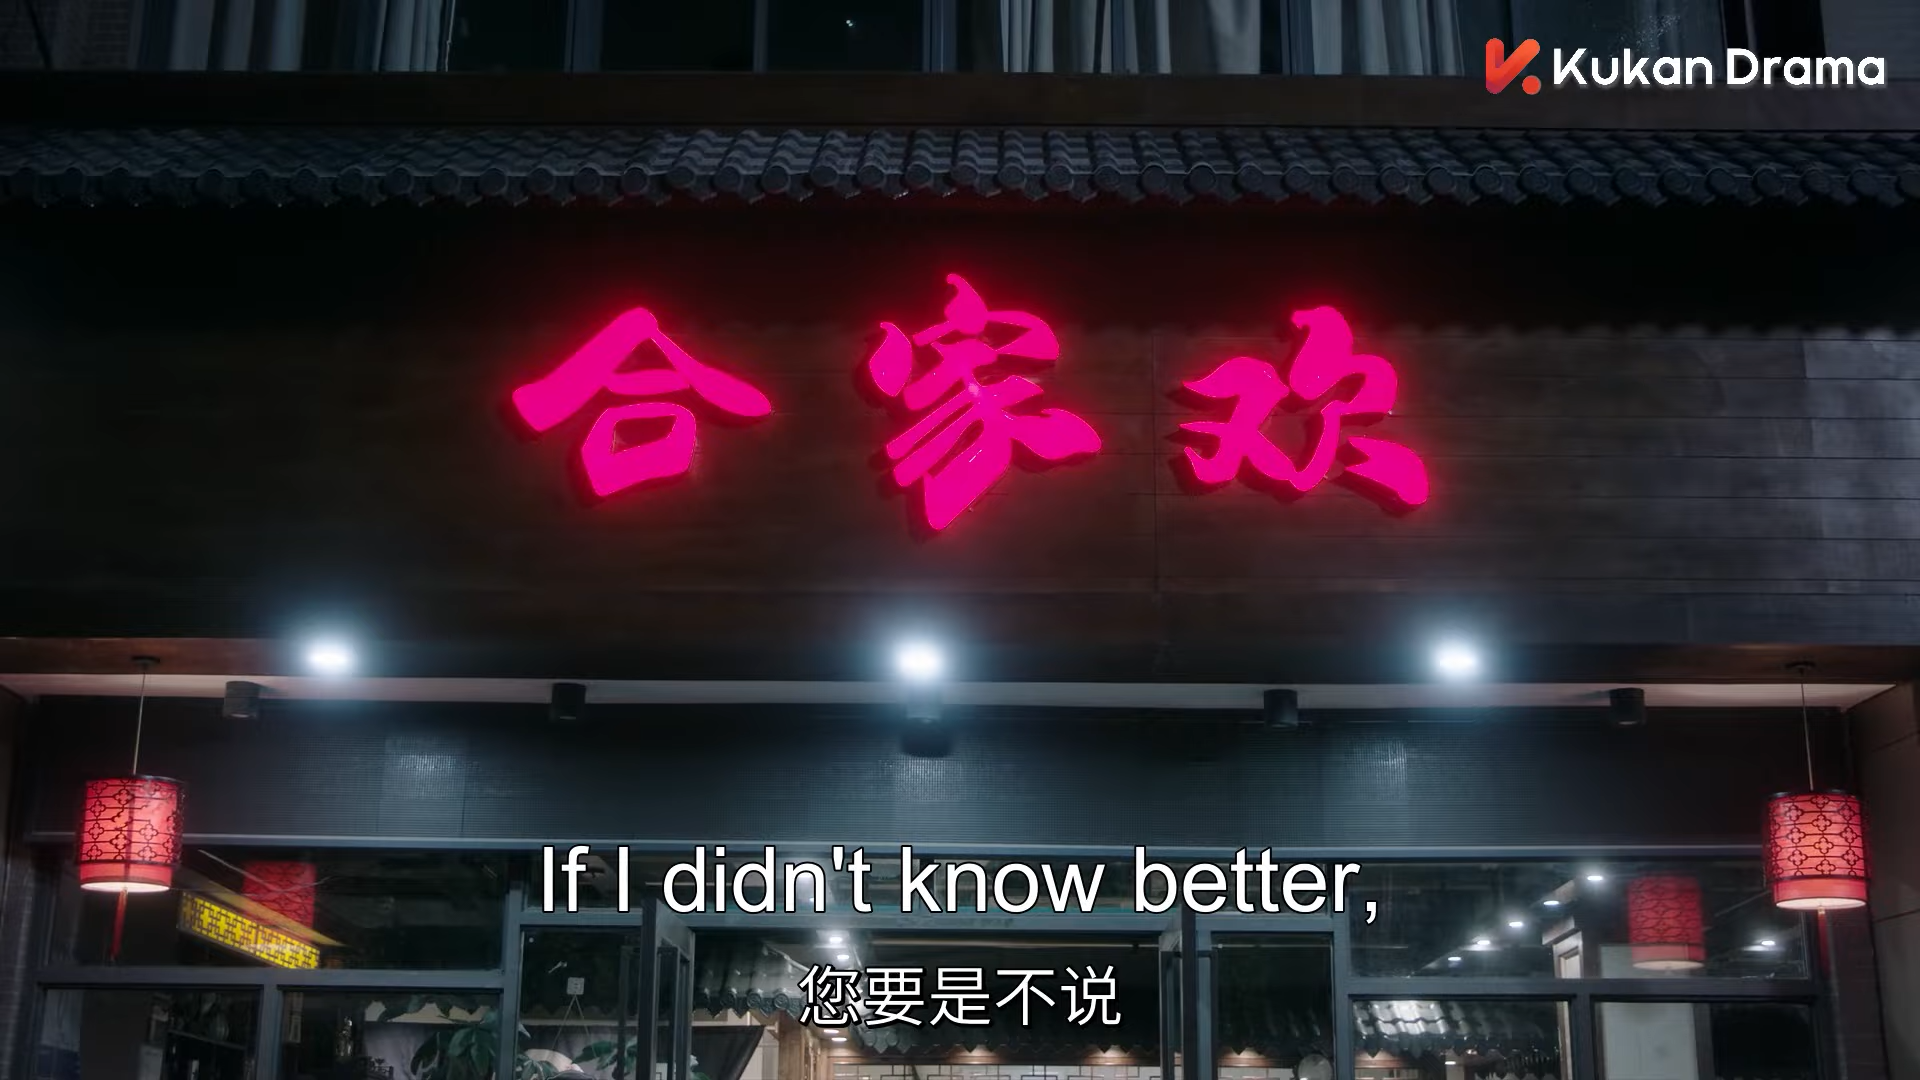 Kukan Drama
合家欢
If I didn't know better,
您要是不说